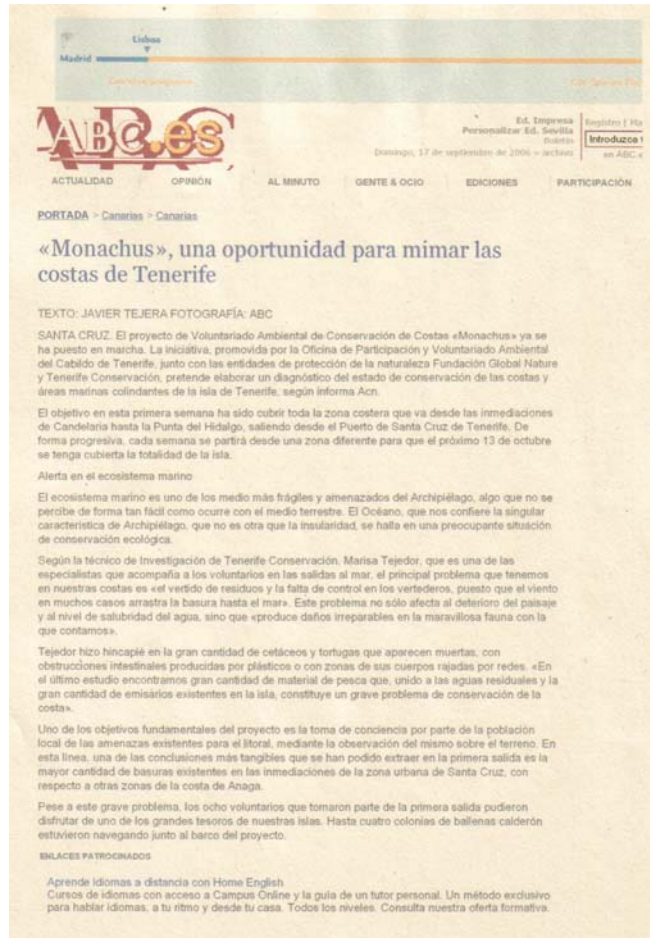 Lisboa
Madrid
ABC.es
Ed. Impresa
Personalizar Ed. Sevilla
Boletín
Domingo, 17 de septiembre de 2006 - archivo
Registro
Introduzca
en ABC
ACTUALIDAD OPINIÓN AL MINUTO GENTE & OCIO EDICIONES PARTICIPACIÓN
PORTADA > Canarias > Canarias
«Monachus», una oportunidad para mimar las
costas de Tenerife
TEXTO: JAVIER TEJERA FOTOGRAFÍA: ABC
SANTA CRUZ. El proyecto de Voluntariado Ambiental de Conservación de Costas «Monachus» ya se
ha puesto en marcha. La iniciativa, promovida por la Oficina de Participación y Voluntariado Ambiental
del Cabildo de Tenerife, junto con las entidades de protección de la naturaleza Fundación Global Nature
y Tenerife Conservación, pretende elaborar un diagnóstico del estado de conservación de las costas y
áreas marinas colindantes de la isla de Tenerife, según informa Acn.
El objetivo en esta primera semana ha sido cubrir toda la zona costera que va desde las inmediaciones
de Candelaria hasta la Punta del Hidalgo, saliendo desde el Puerto de Santa Cruz de Tenerife. De
forma progresiva, cada semana se partirá desde una zona diferente para que el próximo 13 de octubre
se tenga cubierta la totalidad de la isla.
Alerta en el ecosistema marino
El ecosistema marino es uno de los medio más frágiles y amenazados del Archipiélago, algo que no se
percibe de forma tan fácil como ocurre con el medio terrestre. El Océano, que nos confiere la singular
característica de Archipiélago, que no es otra que la insularidad, se halla en una preocupante situación
de conservación ecológica.
Según la técnico de Investigación de Tenerife Conservación, Marisa Tejedor, que es una de las
especialistas que acompaña a los voluntarios en las salidas al mar, el principal problema que tenemos
en nuestras costas es «el vertido de residuos y la falta de control en los vertederos, puesto que el viento
en muchos casos arrastra la basura hasta el mar». Este problema no sólo afecta al deterioro del paisaje
y al nivel de salubridad del agua, sino que «produce daños irreparables en la maravillosa fauna con la
que contamos».
Tejedor hizo hincapié en la gran cantidad de cetáceos y tortugas que aparecen muertas, con
obstrucciones intestinales producidas por plásticos o con zonas de sus cuerpos rajadas por redes. «En
el último estudio encontramos gran cantidad de material de pesca que, unido a las aguas residuales y la
gran cantidad de emisarios existentes en la isla, constituye un grave problema de conservación de la
costa».
Uno de los objetivos fundamentales del proyecto es la toma de conciencia por parte de la población
local de las amenazas existentes para el litoral, mediante la observación del mismo sobre el terreno. En
esta línea, una de las conclusiones más tangibles que se han podido extraer en la primera salida es la
mayor cantidad de basuras existentes en las inmediaciones de la zona urbana de Santa Cruz, con
respecto a otras zonas de la costa de Anaga.
Pese a este grave problema, los ocho voluntarios que tomaron parte de la primera salida pudieron
disfrutar de uno de los grandes tesoros de nuestras islas. Hasta cuatro colonias de ballenas calderón
estuvieron navegando junto al barco del proyecto.
ENLACES PATROCINADOS
Aprende idiomas a distancia con Home English
Cursos de idiomas con acceso a Campus Online y la guía de un tutor personal. Un método exclusivo
para hablar idiomas, a tu ritmo y desde tu casa. Todos los niveles. Consulta nuestra oferta formativa.